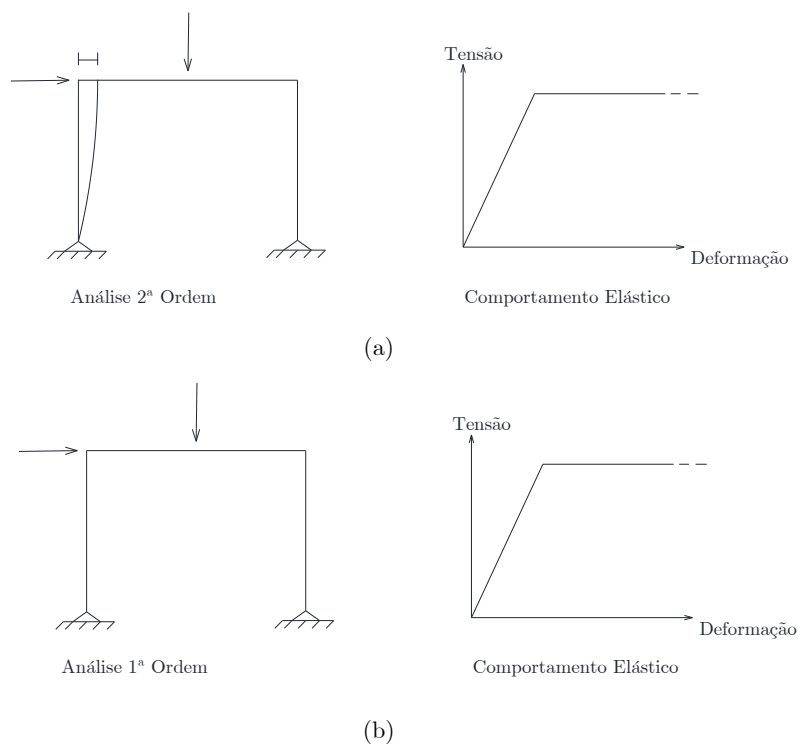 Tensão
Deformação
Análise 2ª Ordem
Comportamento Elástico
(a)
Tensão
Deformação
Análise 1ª Ordem
Comportamento Elástico
(b)